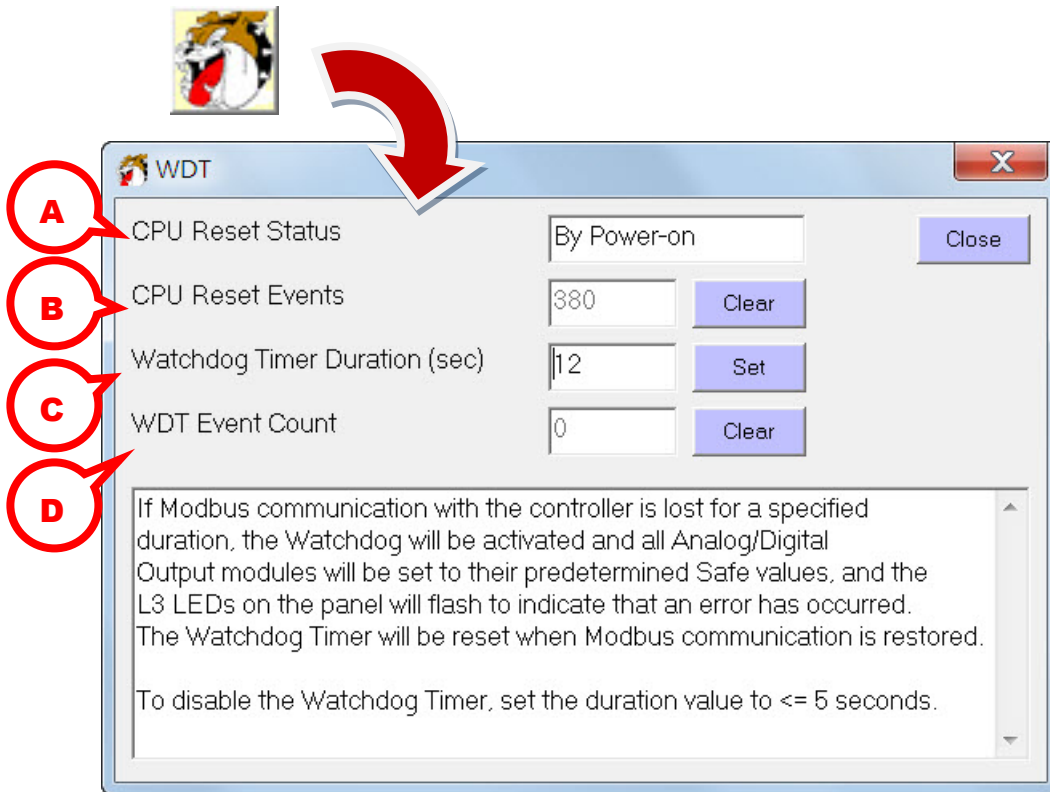 WDT
X
A
CPU Reset Status
By Power-on
Close
B
CPU Reset Events
380
Clear
C
Watchdog Timer Duration (sec)
12
Set
D
WDT Event Count
0
Clear
If Modbus communication with the controller is lost for a specified
duration, the Watchdog will be activated and all Analog/Digital
Output modules will be set to their predetermined Safe values, and the
L3 LEDs on the panel will flash to indicate that an error has occurred.
The Watchdog Timer will be reset when Modbus communication is restored.
To disable the Watchdog Timer, set the duration value to <= 5 seconds.